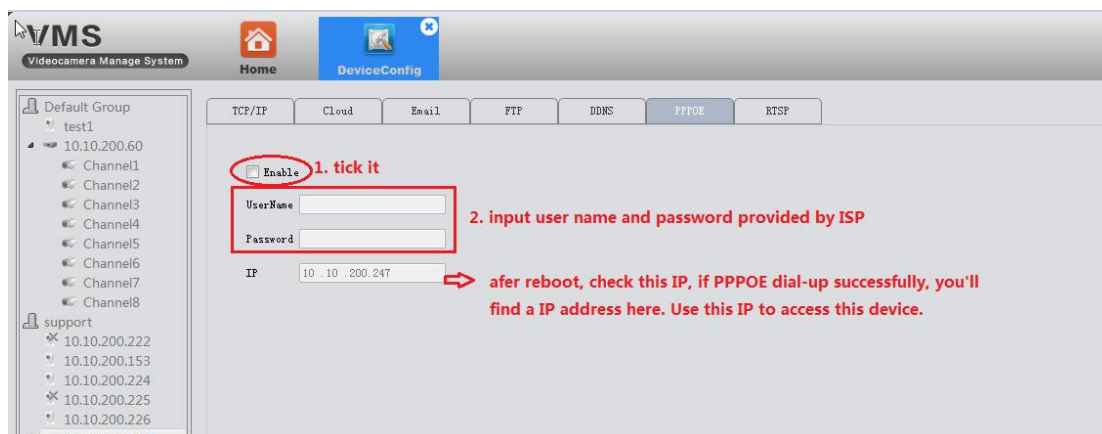 VMS
Videocamera Manage System
Home
DeviceConfig
Default Group
test1
10.10.200.60
Channel1
Channel2
Channel3
Channel4
Channel5
Channel6
Channel7
Channel8
support
10.10.200.222
10.10.200.153
10.10.200.224
10.10.200.225
10.10.200.226
TCP/IP Cloud Email FTP DDNS PPPOE RTSP
Enable 1. tick it
UserName
2. input user name and password provided by ISP
Password
IP 10 .10 .200.247
afer reboot, check this IP, if PPPOE dial-up successfully, you'll
find a IP address here. Use this IP to access this device.